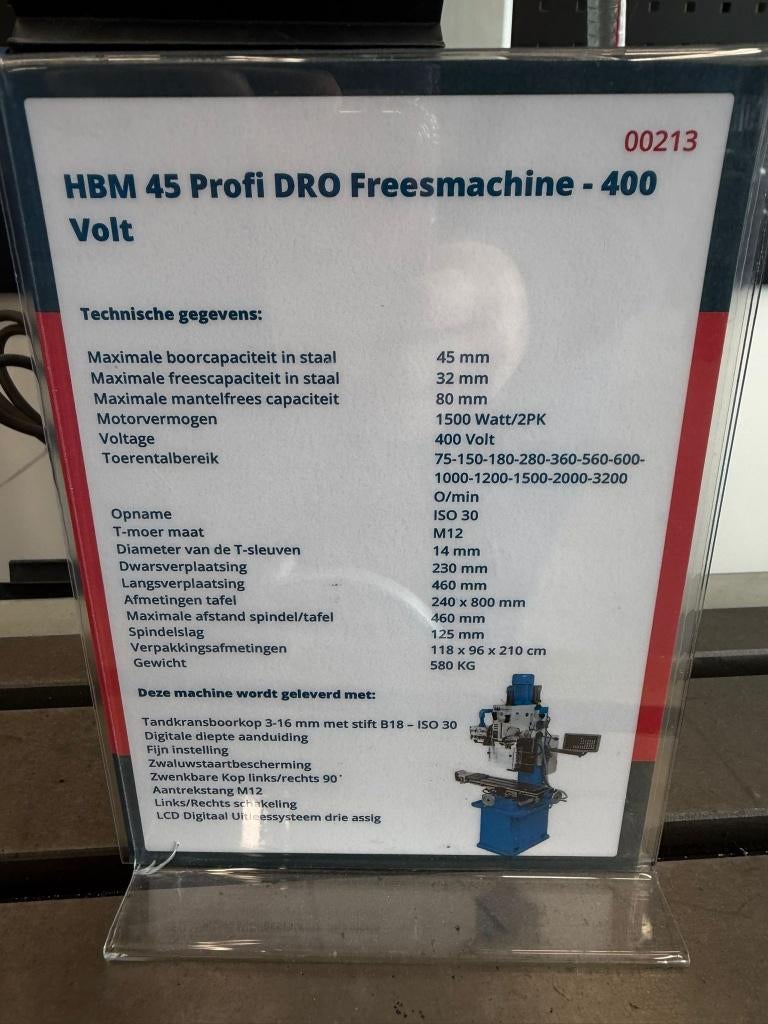 00213
HBM 45 Profi DRO Freesmachine - 400
Volt
Technische gegevens:
Maximale boorcapaciteit in staal 45 mm
Maximale freescapaciteit in staal 32 mm
Maximale mantelfrees capaciteit 80 mm
Motorvermogen 1500 Watt/2PK
Voltage 400 Volt
Toerentalbereik 75-150-180-280-360-560-600-
1000-1200-1500-2000-3200
O/min
Opname ISO 30
T-moer maat M12
Diameter van de T-sleuven 14 mm
Dwarsverplaatsing 230 mm
Langsverplaatsing 460 mm
Afmetingen tafel 240 x 800 mm
Maximale afstand spindel/tafel 460 mm
Spindelslag 125 mm
Verpakkingsafmetingen 118 x 96 x 210 cm
Gewicht 580 KG
Deze machine wordt geleverd met:
Tandkransboorkop 3-16 mm met stift B18 – ISO 30
Digitale diepte aanduiding
Fijn instelling
Zwaluwstaartbescherming
Zwenkbare Kop links/rechts 90°
Aantrekstang M12
Links/Rechts schakeling
LCD Digitaal Uitleessysteem drie assig